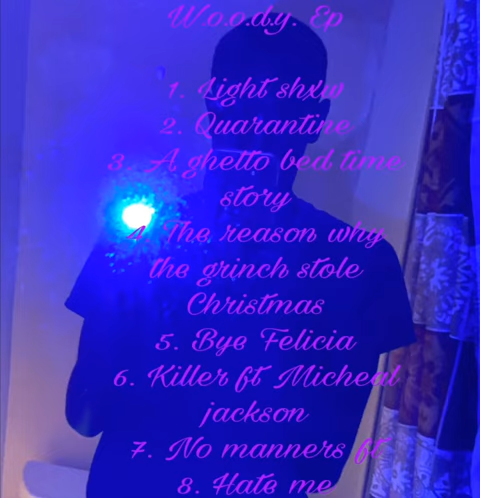 W.o.o.d.y. Ep
1. Light shxw
2. Quarantine
3. A ghetto bed time
story
4. The reason why
the grinch stole
Christmas
5. Bye Felicia
6. Killer ft Micheal
jackson
7. No manners ft
8. Hate me